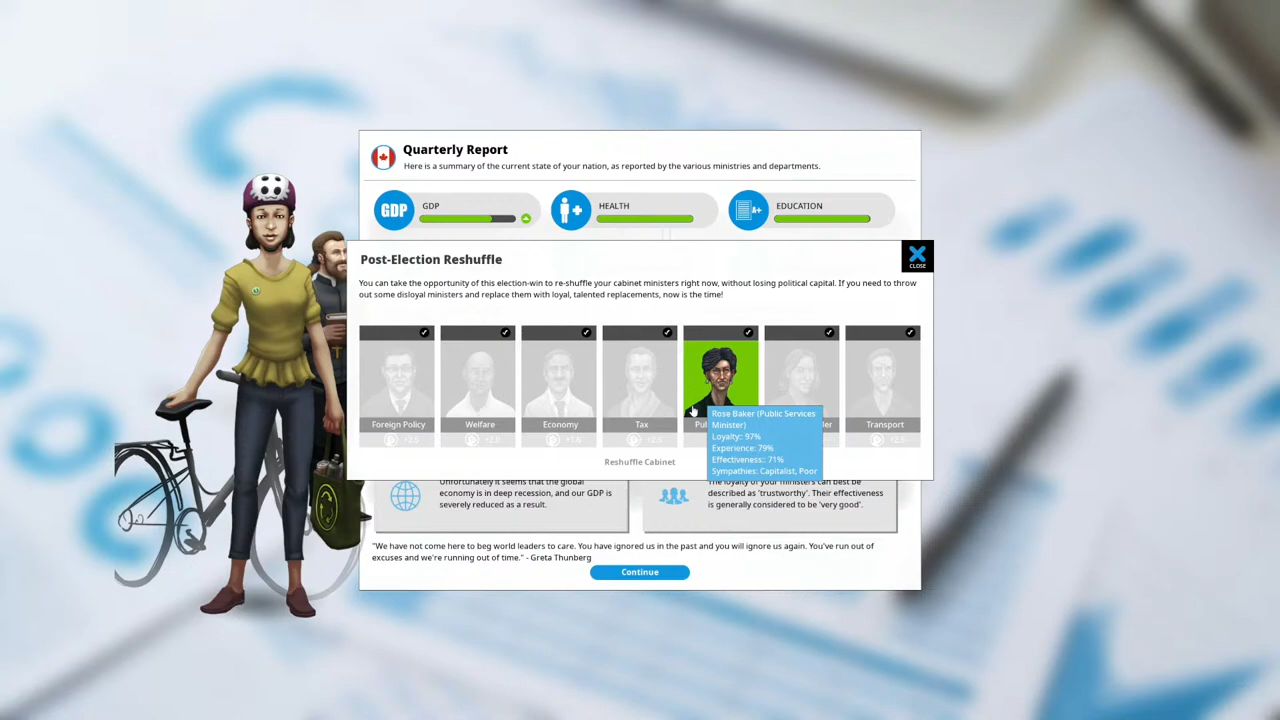 Quarterly Report
Here is a summary of the current state of your nation, as reported by the various ministries and departments.
GDP
GDP
HEALTH
A+
EDUCATION
Post-Election Reshuffle
CLOSE
You can take the opportunity of this election-win to re-shuffle your cabinet ministers right now, without losing political capital. If you need to throw
out some disloyal ministers and replace them with loyal, talented replacements, now is the time!
Foreign Policy
Welfare
Economy
Tax
Transport
Rose Baker (Public Services
Minister)
Loyalty: 97%
Experience: 79%
Effectiveness:: 71%
Sympathies: Capitalist, Poor
+2.0
Reshuffle Cabinet
Unfortunately it seems that the global
economy is in deep recession, and our GDP is
severely reduced as a result.
The loyalty of your ministers can best be
described as 'trustworthy'. Their effectiveness
is generally considered to be 'very good'.
"We have not come here to beg world leaders to care. You have ignored us in the past and you will ignore us again. You've run out of
excuses and we're running out of time." - Greta Thunberg
Continue